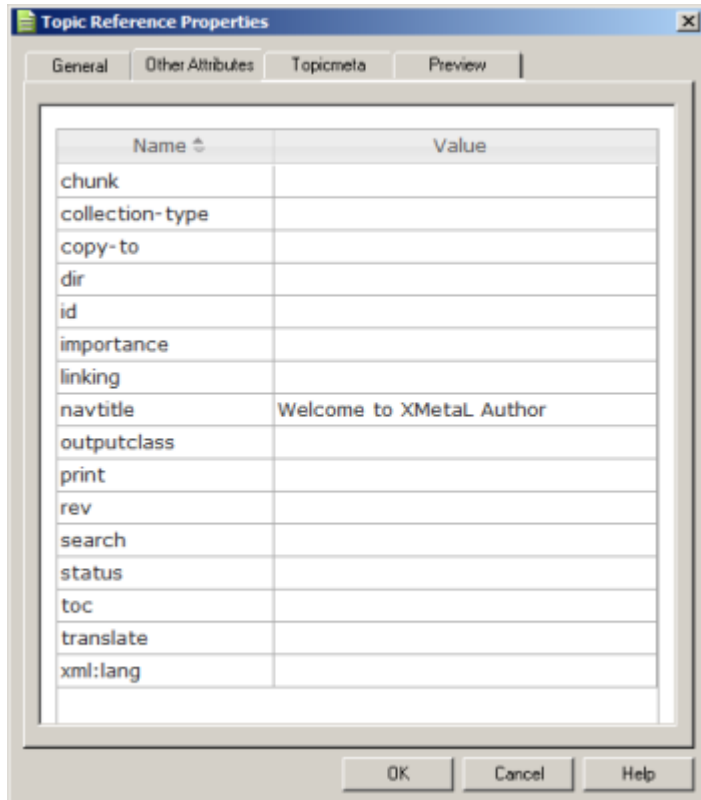 Topic Reference Properties
General Other Attributes Topicmeta Preview
Name Value
chunk
collection-type
copy-to
dir
id
importance
linking
navtitle Welcome to XMetaL Author
outputclass
print
rev
search
status
toc
translate
xml:lang
OK Cancel Help